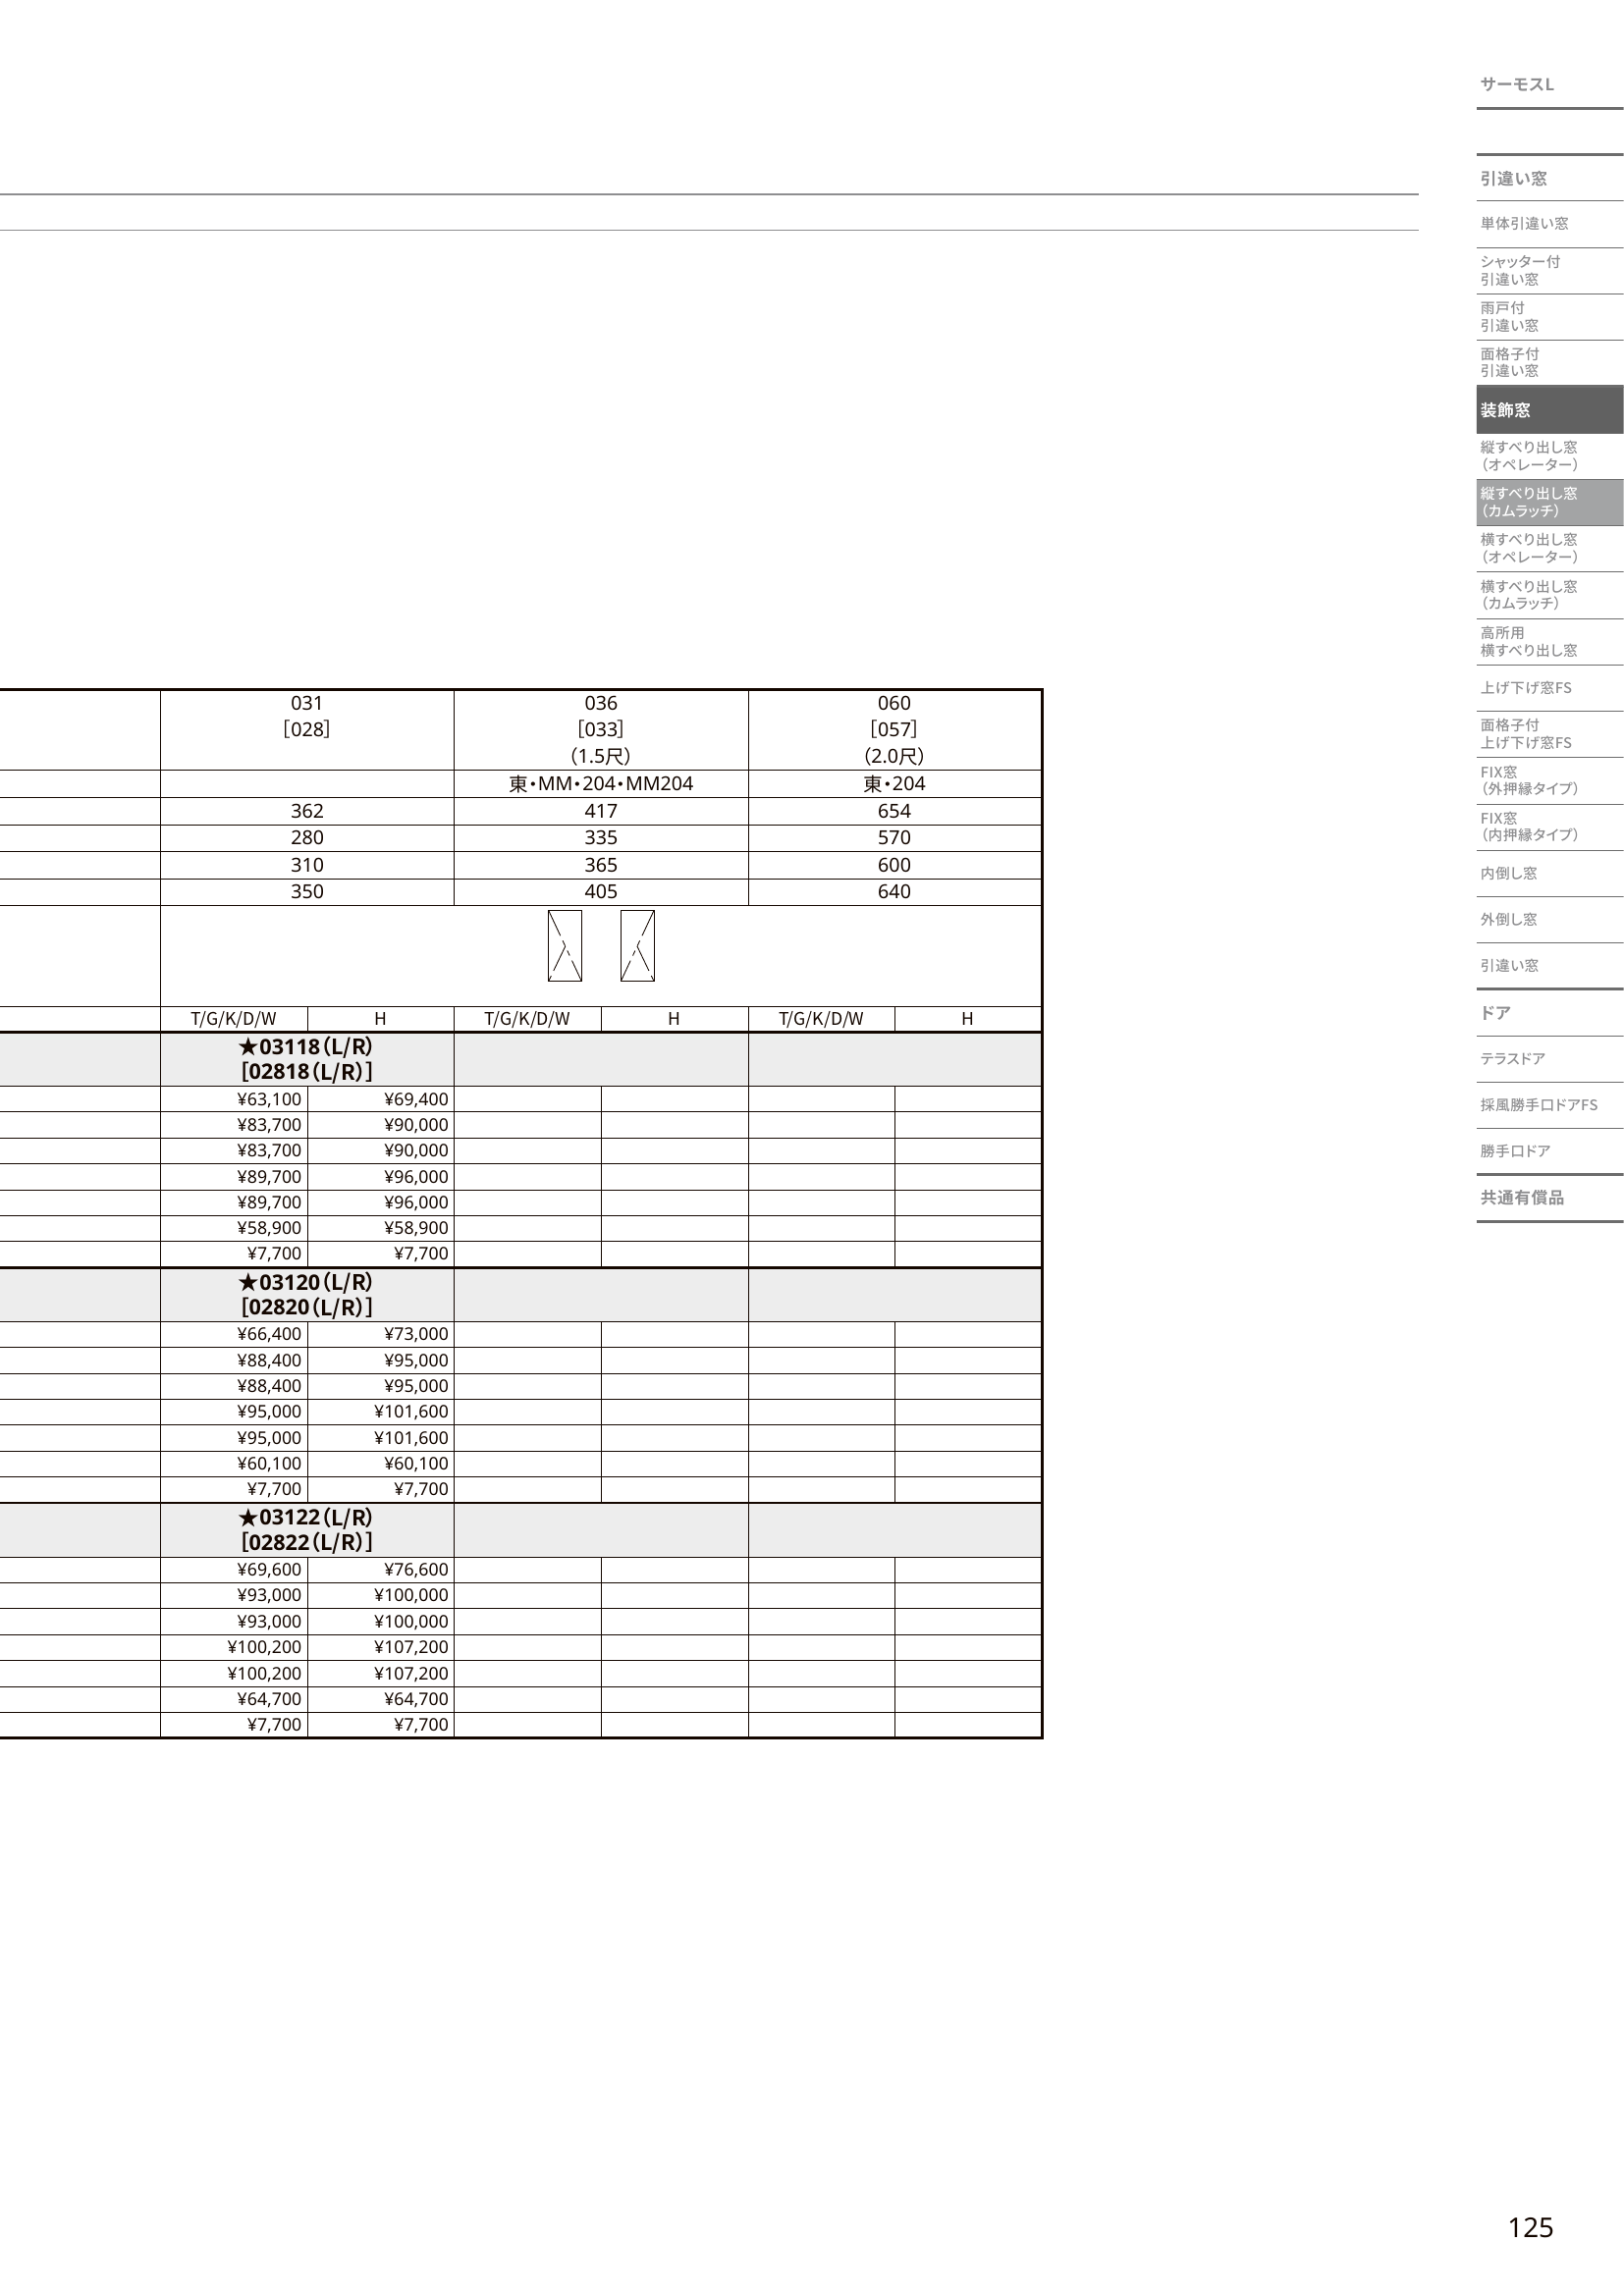 サーモスL
引違い窓
単体引違い窓
シャッター付
引違い窓
雨戸付
引違い窓
面格子付
引違い窓
装飾窓
縦すべり出し窓
（オペレーター）
縦すべり出し窓
（カムラッチ）
横すべり出し窓
（オペレーター）
横すべり出し窓
（カムラッチ）
高所用
横すべり出し窓
上げ下げ窓FS
面格子付
上げ下げ窓FS
FIX窓
（外押縁タイプ）
FIX窓
（内押縁タイプ）
内倒し窓
外倒し窓
引違い窓
ドア
テラスドア
採風勝手口ドアFS
勝手口ドア
共通有償品
031 036 060
［028］ ［033］ ［057］
（1.5尺） （2.0尺）
東・MM・204・MM204 東・204
362 417 654
280 335 570
310 365 600
350 405 640
T/G/K/D/W H T/G/K/D/W H T/G/K/D/W H
★03118（L/R）
［02818（L/R）］
¥63,100 ¥69,400
¥83,700 ¥90,000
¥83,700 ¥90,000
¥89,700 ¥96,000
¥89,700 ¥96,000
¥58,900 ¥58,900
¥7,700 ¥7,700
★03120（L/R）
［02820（L/R）］
¥66,400 ¥73,000
¥88,400 ¥95,000
¥88,400 ¥95,000
¥95,000 ¥101,600
¥95,000 ¥101,600
¥60,100 ¥60,100
¥7,700 ¥7,700
★03122（L/R）
［02822（L/R）］
¥69,600 ¥76,600
¥93,000 ¥100,000
¥93,000 ¥100,000
¥100,200 ¥107,200
¥100,200 ¥107,200
¥64,700 ¥64,700
¥7,700 ¥7,700
125